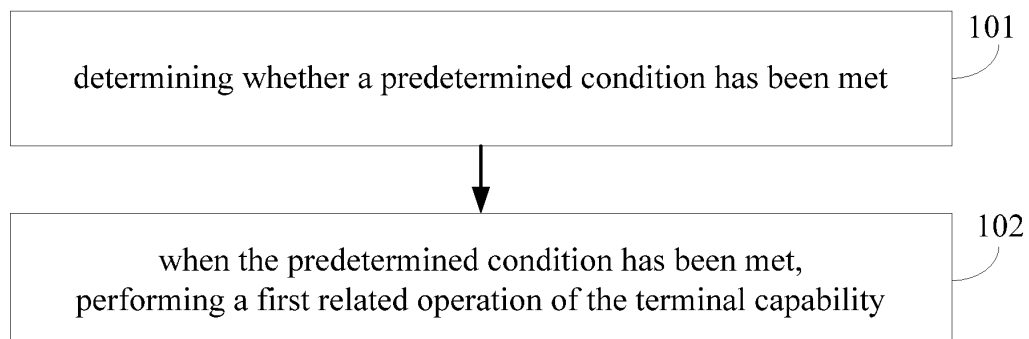 101
determining whether a predetermined condition has been met
102
when the predetermined condition has been met,
performing a first related operation of the terminal capability